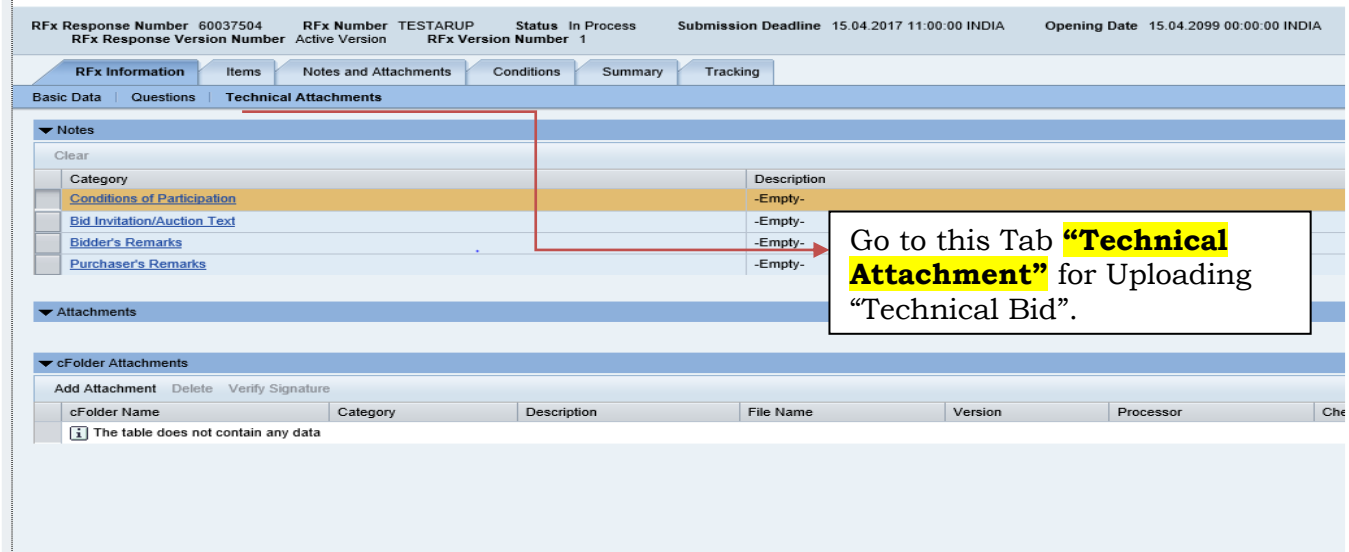 RFx Response Number 60037504 RFx Number TESTARUP Status In Process Submission Deadline 15.04.2017 11:00:00 INDIA Opening Date 15.04.2099 00:00:00 INDIA
RFx Response Version Number Active Version RFx Version Number 1
RFx Information Items Notes and Attachments Conditions Summary Tracking
Basic Data Questions Technical Attachments
Notes
Clear
Category Description
Conditions of Participation -Empty-
Bid Invitation/Auction Text -Empty-
Bidder's Remarks -Empty-
Purchaser's Remarks -Empty-
Go to this Tab “Technical
Attachment” for Uploading
“Technical Bid”.
Attachments
cFolder Attachments
Add Attachment Delete Verify Signature
cFolder Name Category Description File Name Version Processor Che
The table does not contain any data